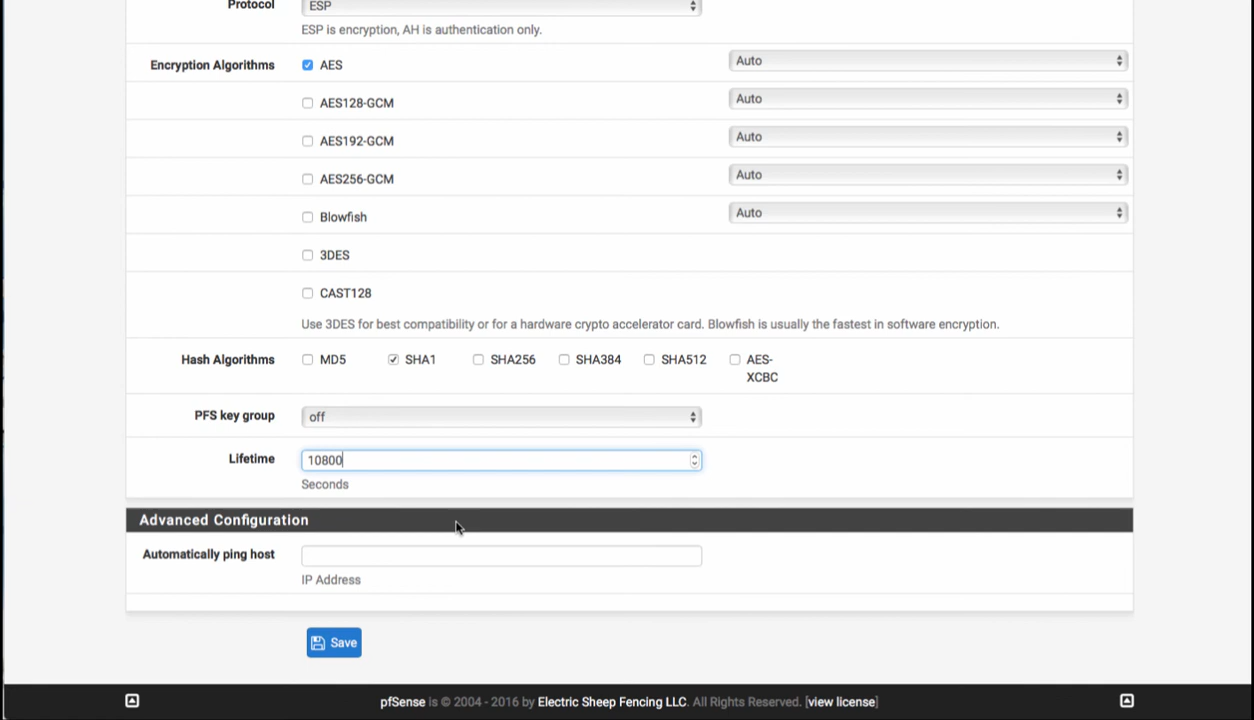 Protocol
ESP
ESP is encryption, AH is authentication only.
Encryption Algorithms
AES
Auto
AES128-GCM
Auto
AES192-GCM
Auto
AES256-GCM
Auto
Blowfish
Auto
3DES
CAST128
Use 3DES for best compatibility or for a hardware crypto accelerator card. Blowfish is usually the fastest in software encryption.
Hash Algorithms
MD5
SHA1
SHA256
SHA384
SHA512
AES-
XCBC
PFS key group
off
Lifetime
10800
Seconds
Advanced Configuration
Automatically ping host
IP Address
Save
pfSense is © 2004 - 2016 by Electric Sheep Fencing LLC. All Rights Reserved. [view license]